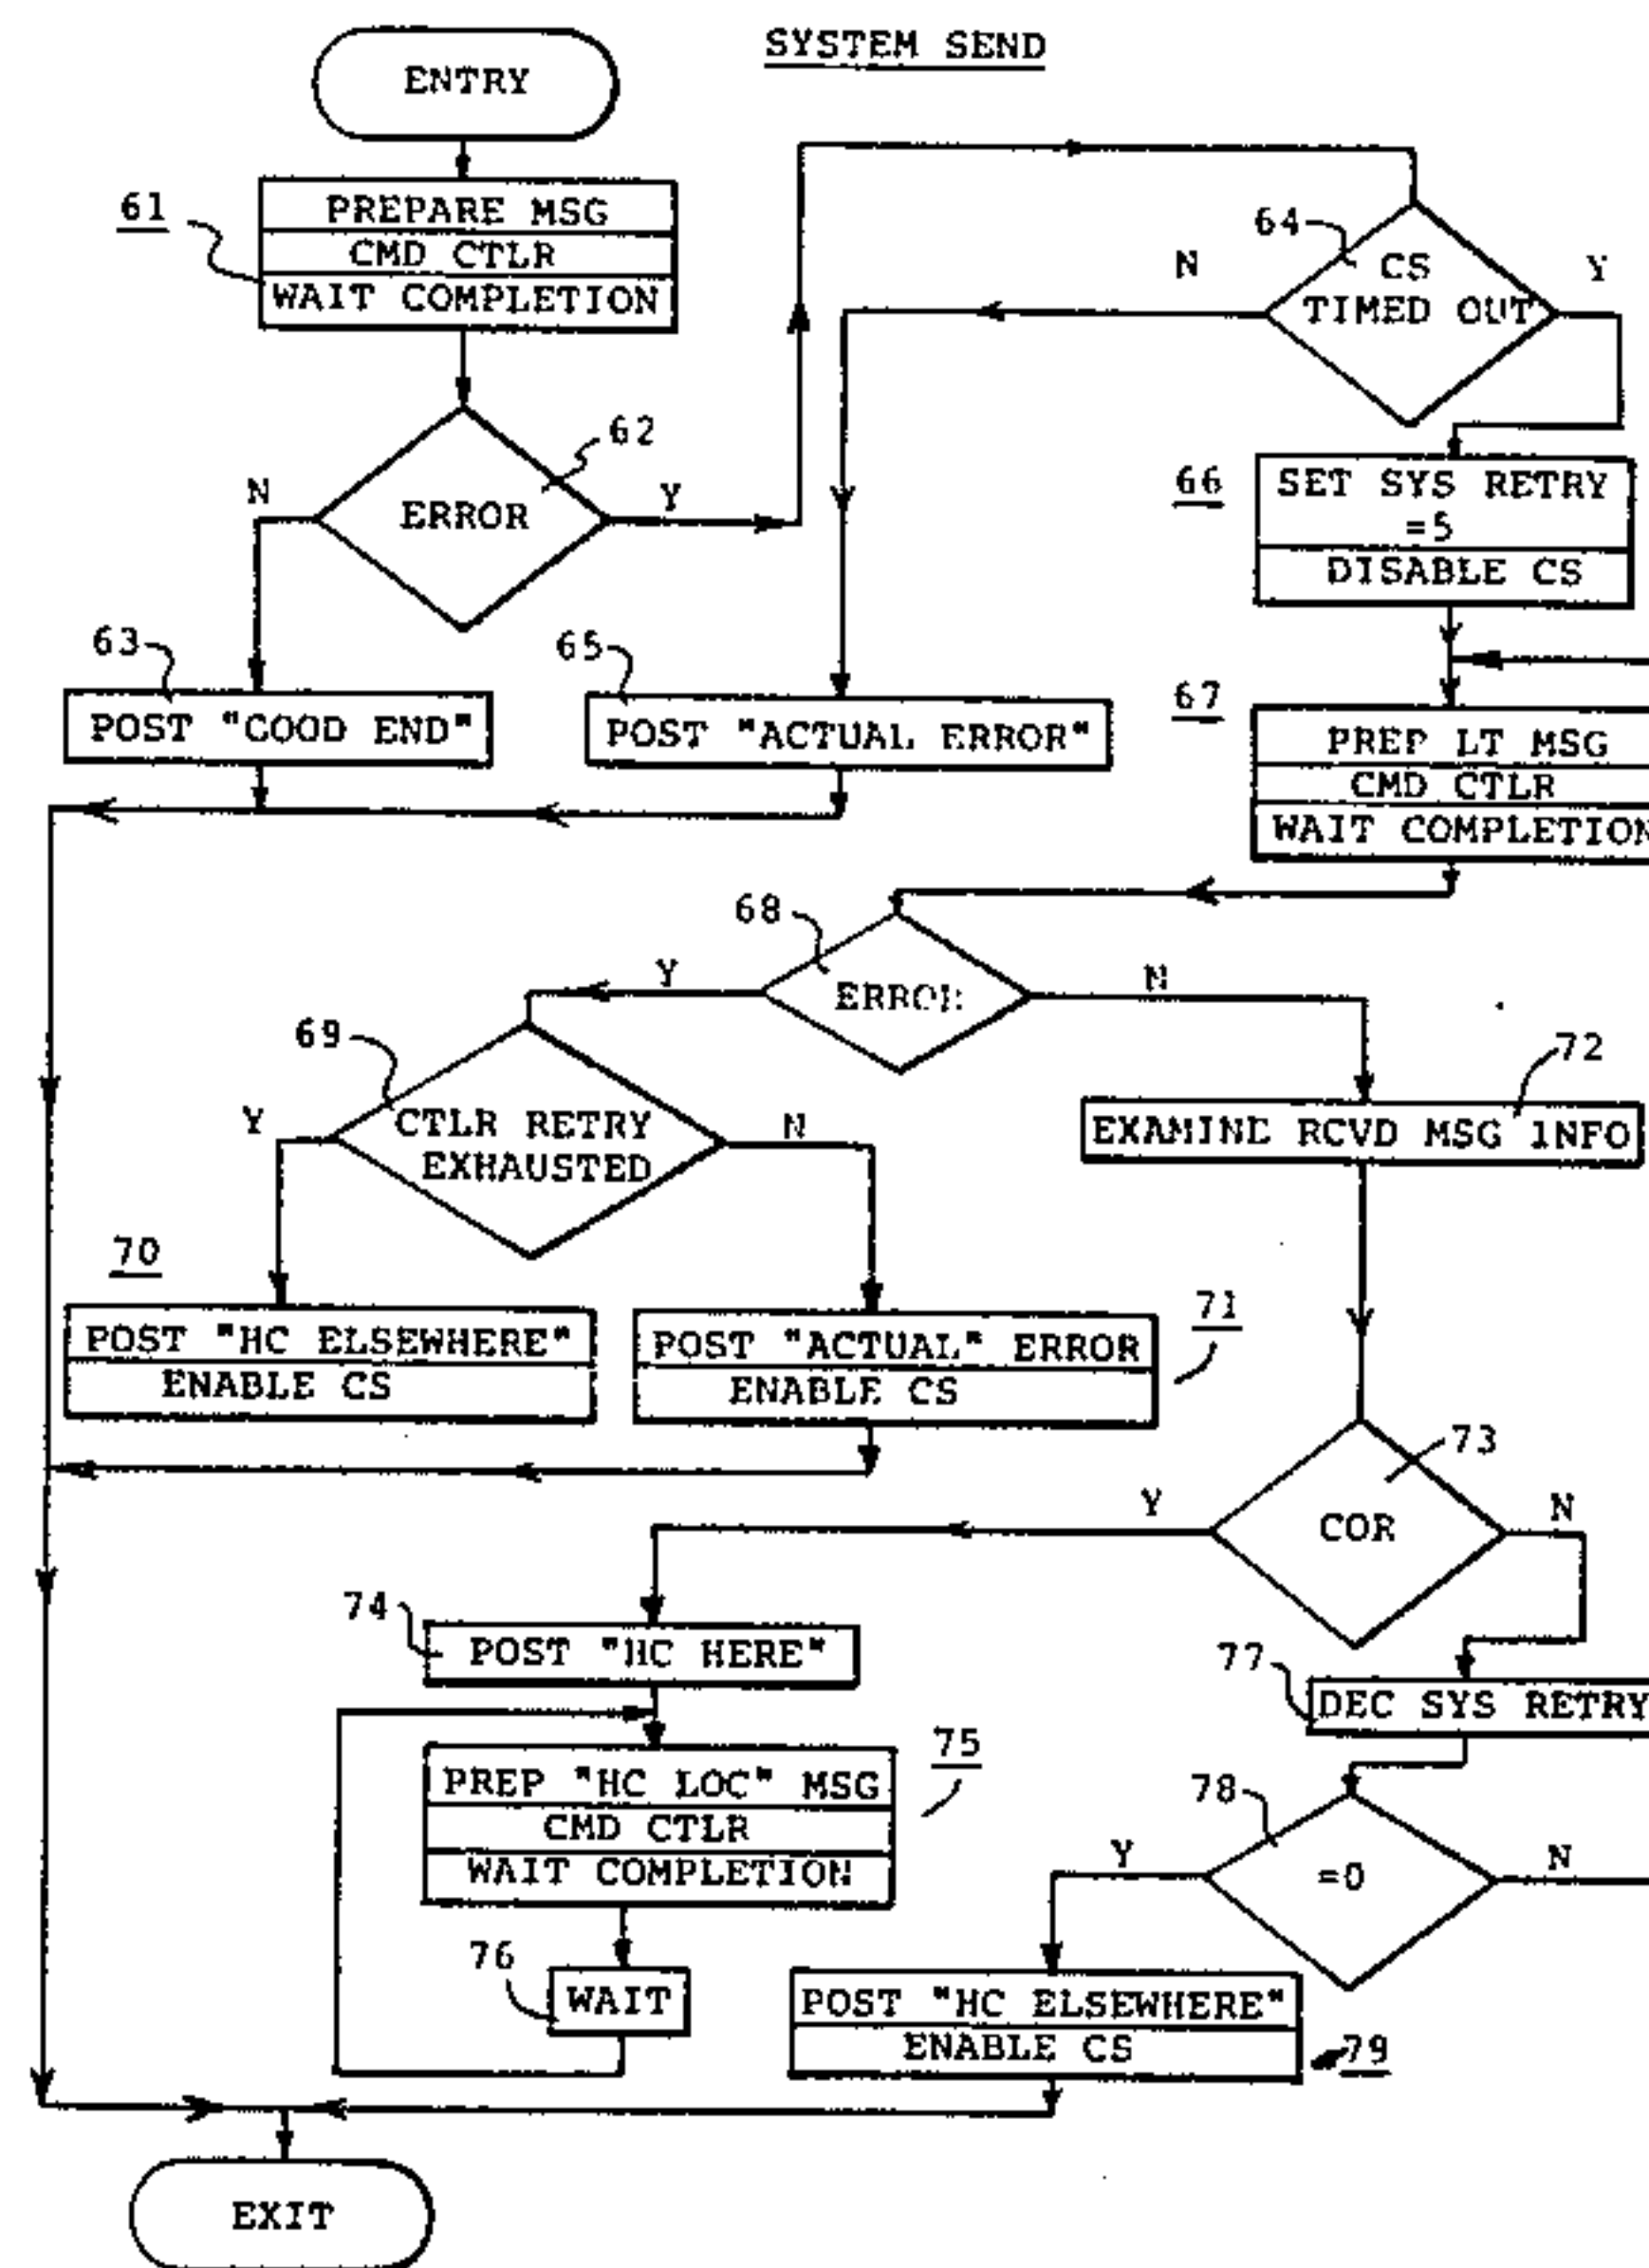 SYSTEM SEND
ENTRY
61
PREPARE MSG
CMD CTLR
WAIT COMPLETION
64
N
CS
TIMED OUT
Y
62
N
ERROR
Y
66
SET SYS RETRY
=5
DISABLE CS
63
POST "COOD END"
65
POST "ACTUAL ERROR"
67
PREP LT MSG
CMD CTLR
WAIT COMPLETION
68
Y
ERROR
N
69
Y
CTLR RETRY
EXHAUSTED
N
72
EXAMINE RCVD MSG INFO
70
POST "HC ELSEWHERE"
ENABLE CS
71
POST "ACTUAL" ERROR
ENABLE CS
73
Y
COR
N
74
POST "HC HERE"
77
DEC SYS RETRY
75
PREP "HC LOC" MSG
CMD CTLR
WAIT COMPLETION
78
Y
=0
N
76
WAIT
POST "HC ELSEWHERE"
ENABLE CS
79
EXIT